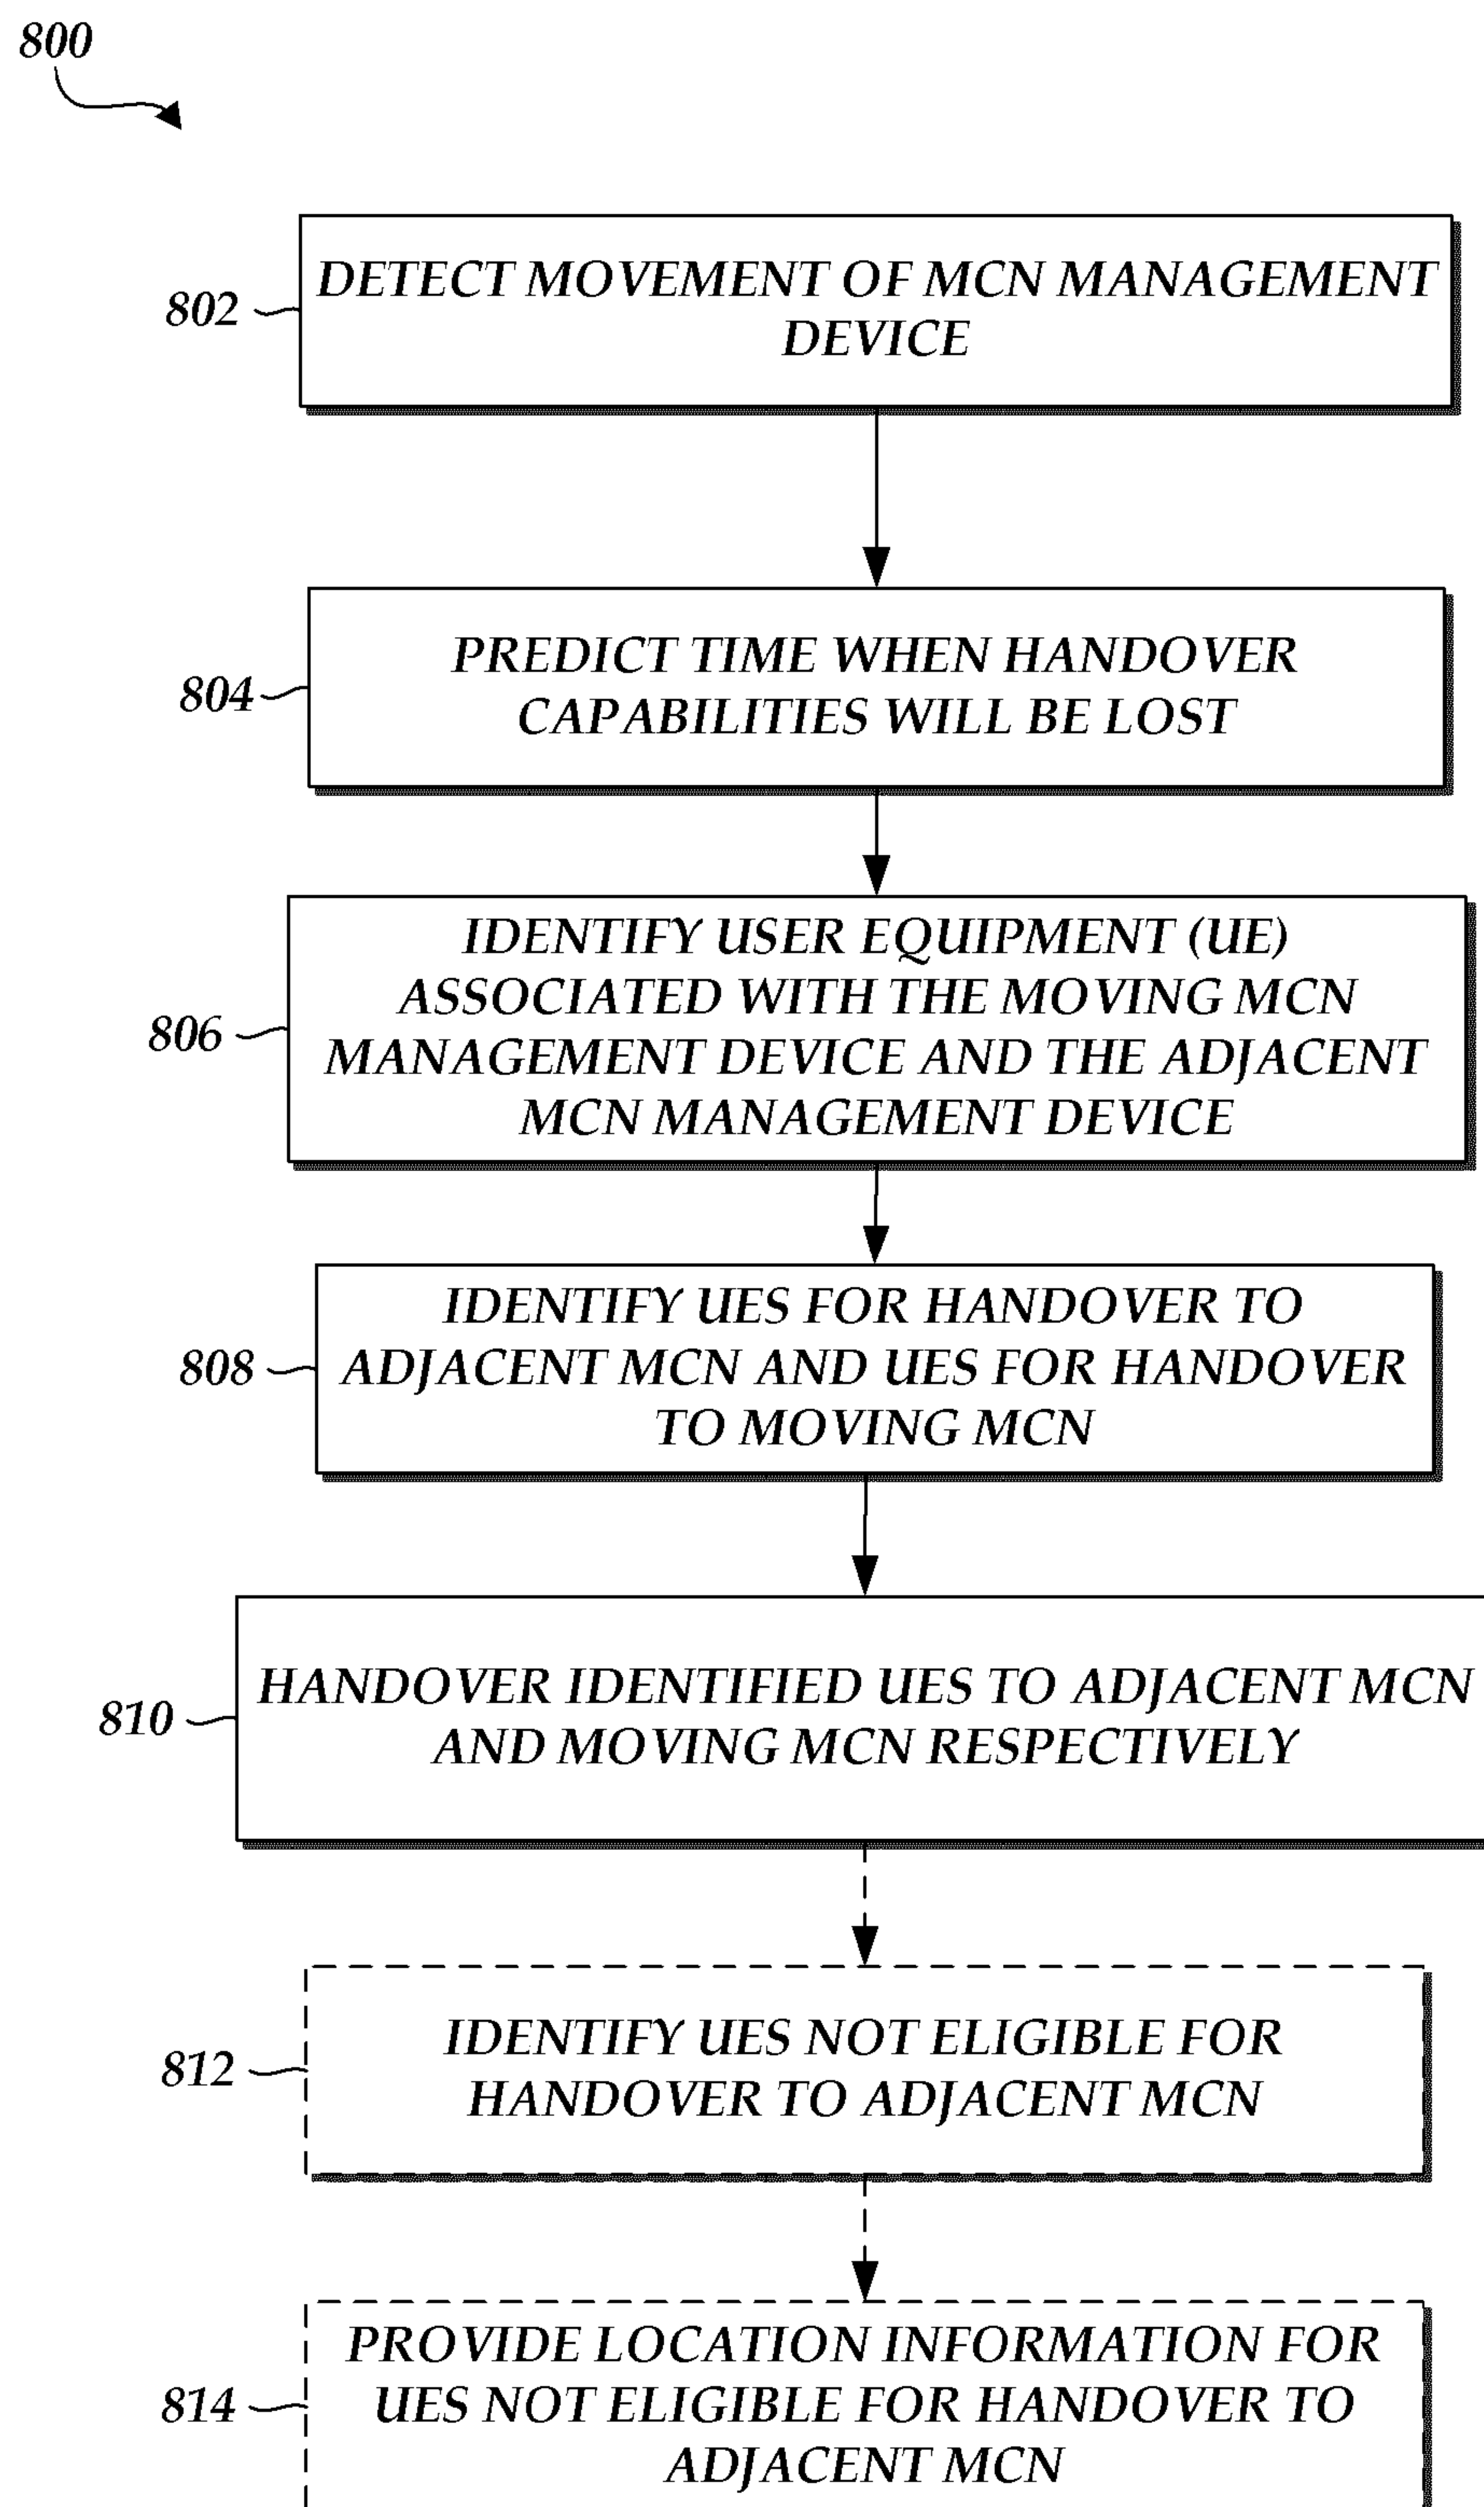 800
DETECT MOVEMENT OF MCN MANAGEMENT
DEVICE
802
PREDICT TIME WHEN HANDOVER
CAPABILITIES WILL BE LOST
804
IDENTIFY USER EQUIPMENT (UE)
ASSOCIATED WITH THE MOVING MCN
MANAGEMENT DEVICE AND THE ADJACENT
MCN MANAGEMENT DEVICE
806
IDENTIFY UES FOR HANDOVER TO
ADJACENT MCN AND UES FOR HANDOVER
TO MOVING MCN
808
HANDOVER IDENTIFIED UES TO ADJACENT MCN
AND MOVING MCN RESPECTIVELY
810
IDENTIFY UES NOT ELIGIBLE FOR
HANDOVER TO ADJACENT MCN
812
PROVIDE LOCATION INFORMATION FOR
UES NOT ELIGIBLE FOR HANDOVER TO
ADJACENT MCN
814